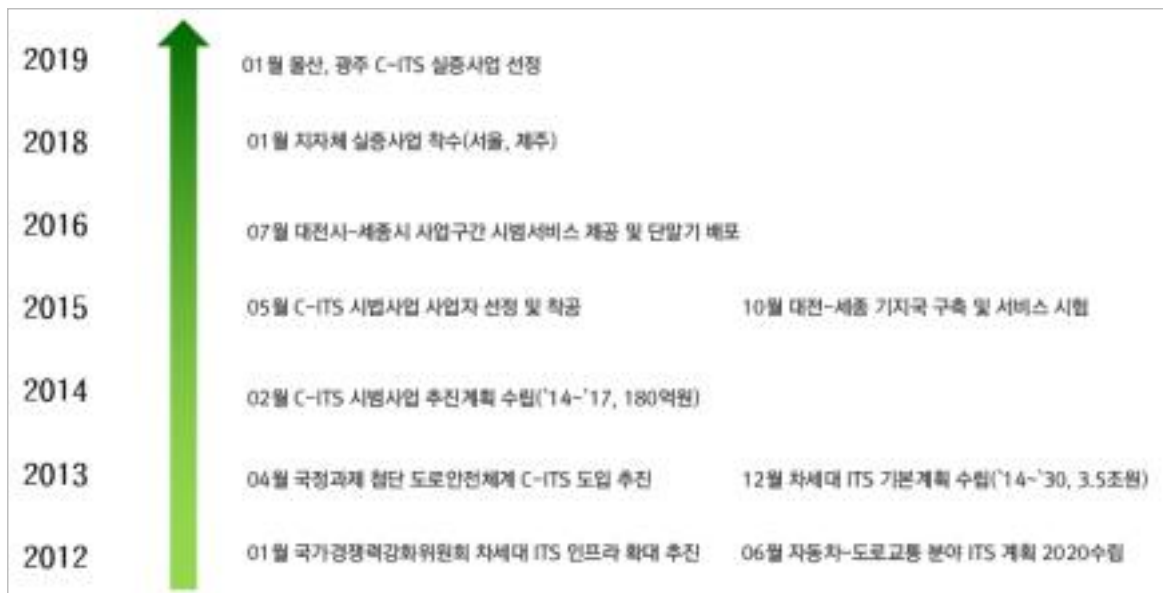 2019
01월 울산, 광주 C-ITS 실증사업 선정
2018
01월 지자체 실증사업 착수(서울, 제주)
2016
07월 대전시-세종시 사업구간 시범서비스 제공 및 단말기 배포
2015
05월 C-ITS 시법사업 사업자 선정 및 착공 10월 대전-세종 기지국 구축 및 서비스 시험
2014
02월 C-ITS 시범사업 추진계획 수립('14~'17, 180억원)
2013
04월 국정과제 첨단 도로안전체계 C-ITS 도입 추진 12월 차세대 ITS 기본계획 수립('14~'30, 3.5조원)
2012
01월 국가경쟁력강화위원회 차세대 ITS 인프라 확대 추진 06월 자동차-도로교통 분야 ITS 계획 2020수립